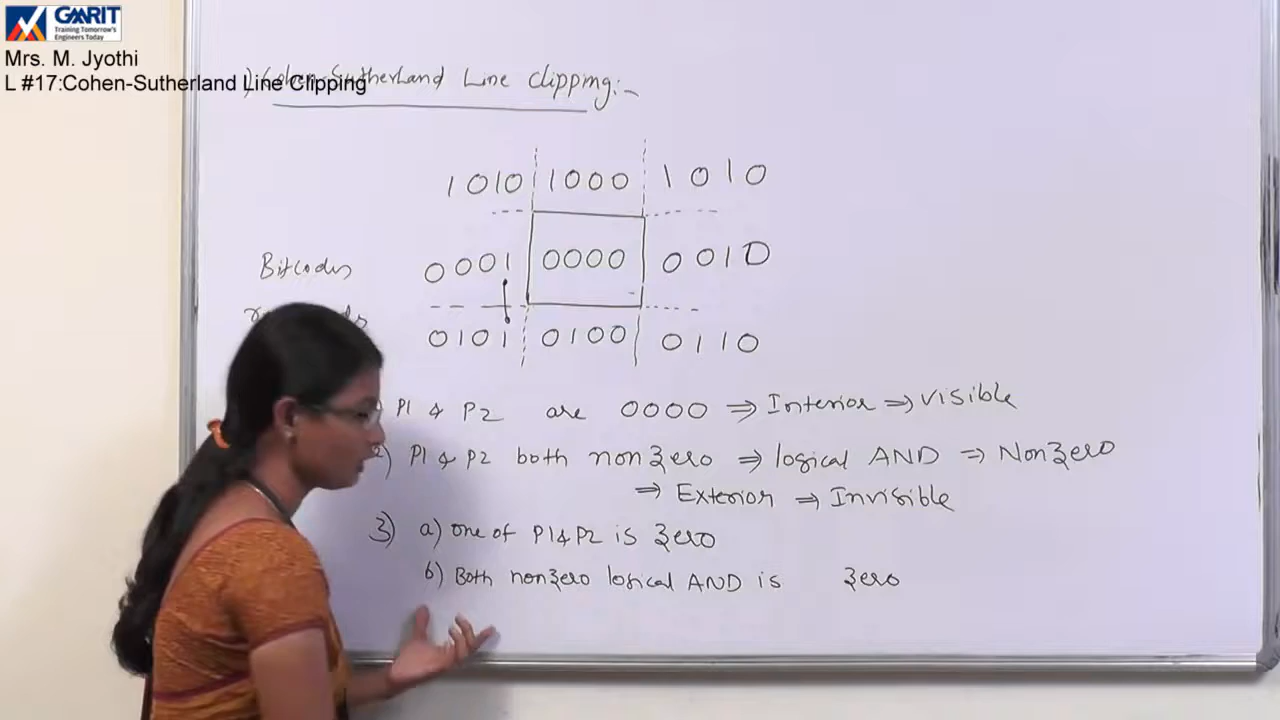 GMRIT
Training Tomorrow's
Engineers Today
Mrs. M. Jyothi
L #17:Cohen-Sutherland Line Clipping
1) Cohen-Sutherland Line Clipping:-
1010 1000 1010
Bitcodes 0001 0000 0010
0101 0100 0110
P1 & P2 are 0000 ⇒ Interior ⇒ visible
2) P1 & P2 both nonzero ⇒ logical AND ⇒ Nonzero
⇒ Exterior ⇒ Invisible
3) a) One of P1&P2 is zero
b) Both nonzero logical AND is zero